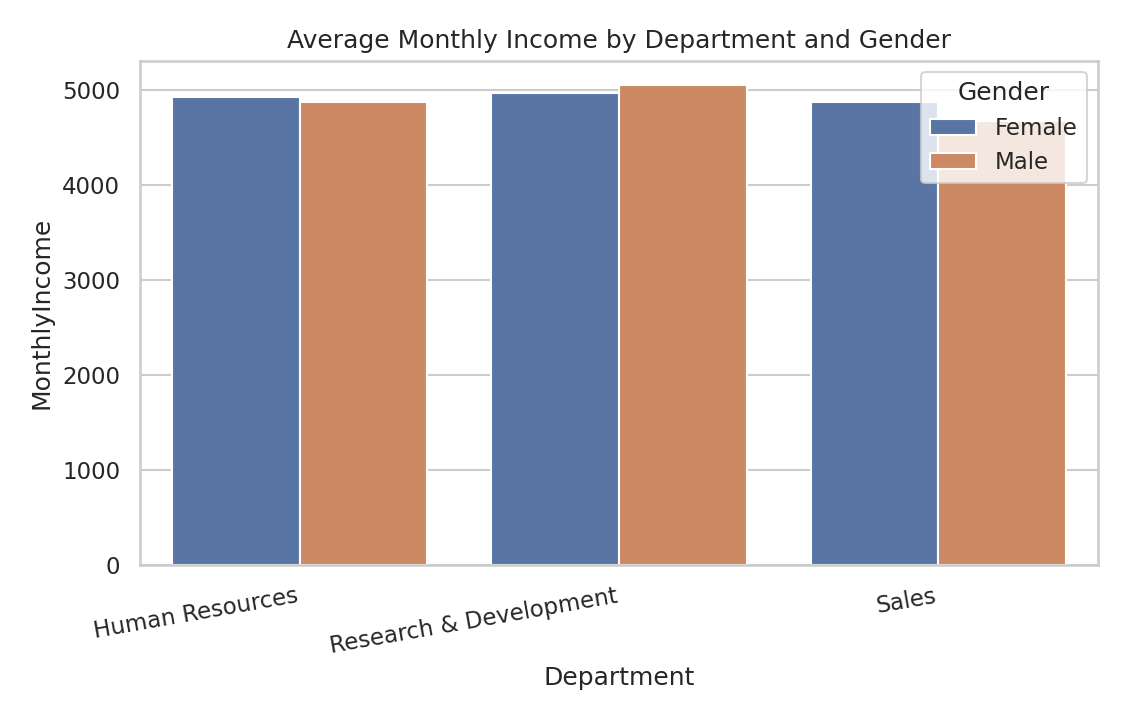 Average Monthly Income by Department and Gender
MonthlyIncome
5000
4000
3000
2000
1000
0
Gender
Female
Male
Human Resources
Research & Development
Sales
Department